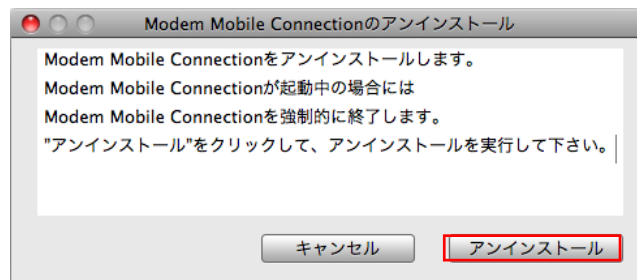 Modem Mobile Connectionのアンインストール
Modem Mobile Connectionをアンインストールします。
Modem Mobile Connectionが起動中の場合には
Modem Mobile Connectionを強制的に終了します。
"アンインストール"をクリックして、アンインストールを実行して下さい。
キャンセル
アンインストール